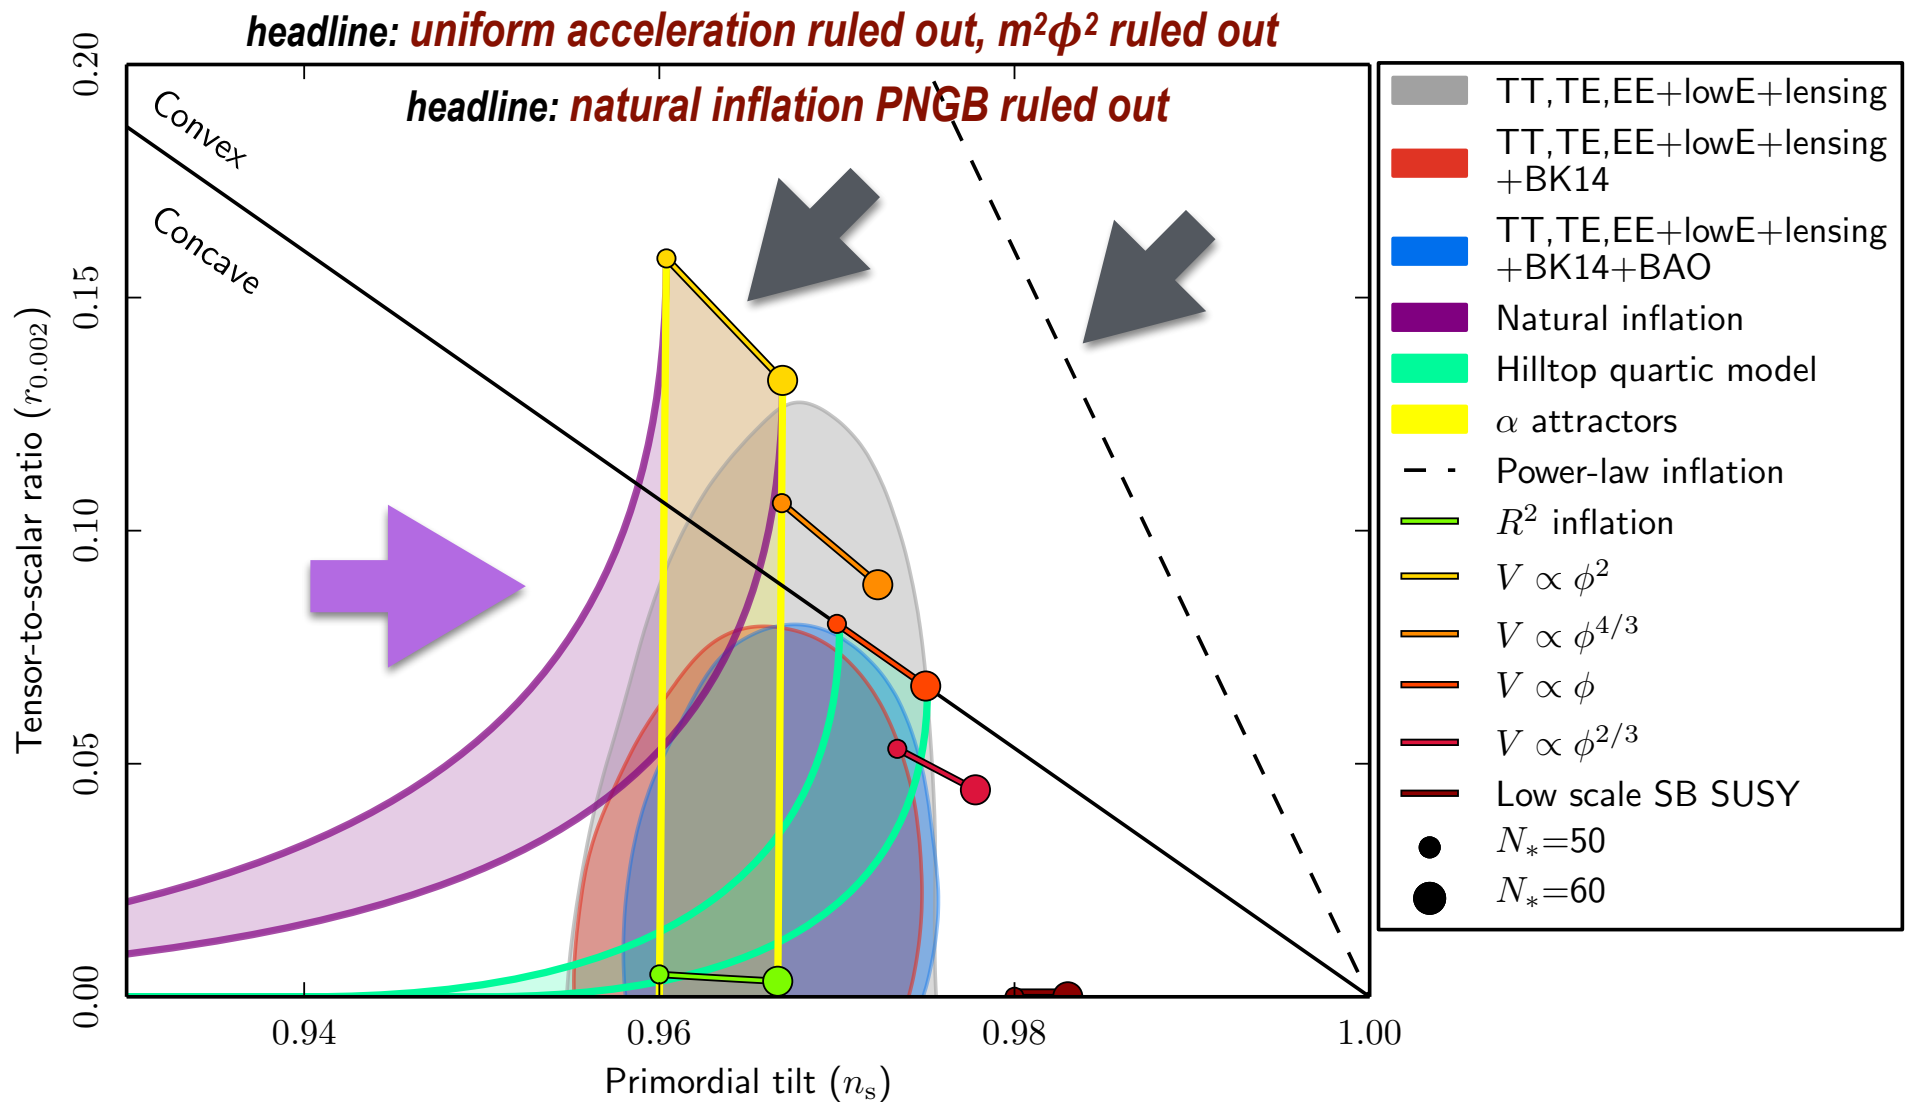 headline: uniform acceleration ruled out, m²ϕ² ruled out
headline: natural inflation PNGB ruled out
Convex
Concave
Tensor-to-scalar ratio (r₀.₀₀₂)
0.20
0.15
0.10
0.05
0.00
0.94
0.96
0.98
1.00
Primordial tilt (nₛ)
TT,TE,EE+lowE+lensing
TT,TE,EE+lowE+lensing
+BK14
TT,TE,EE+lowE+lensing
+BK14+BAO
Natural inflation
Hilltop quartic model
α attractors
Power-law inflation
R² inflation
V ∝ ϕ²
V ∝ ϕ⁴/³
V ∝ ϕ
V ∝ ϕ²/³
Low scale SB SUSY
N∗=50
N∗=60